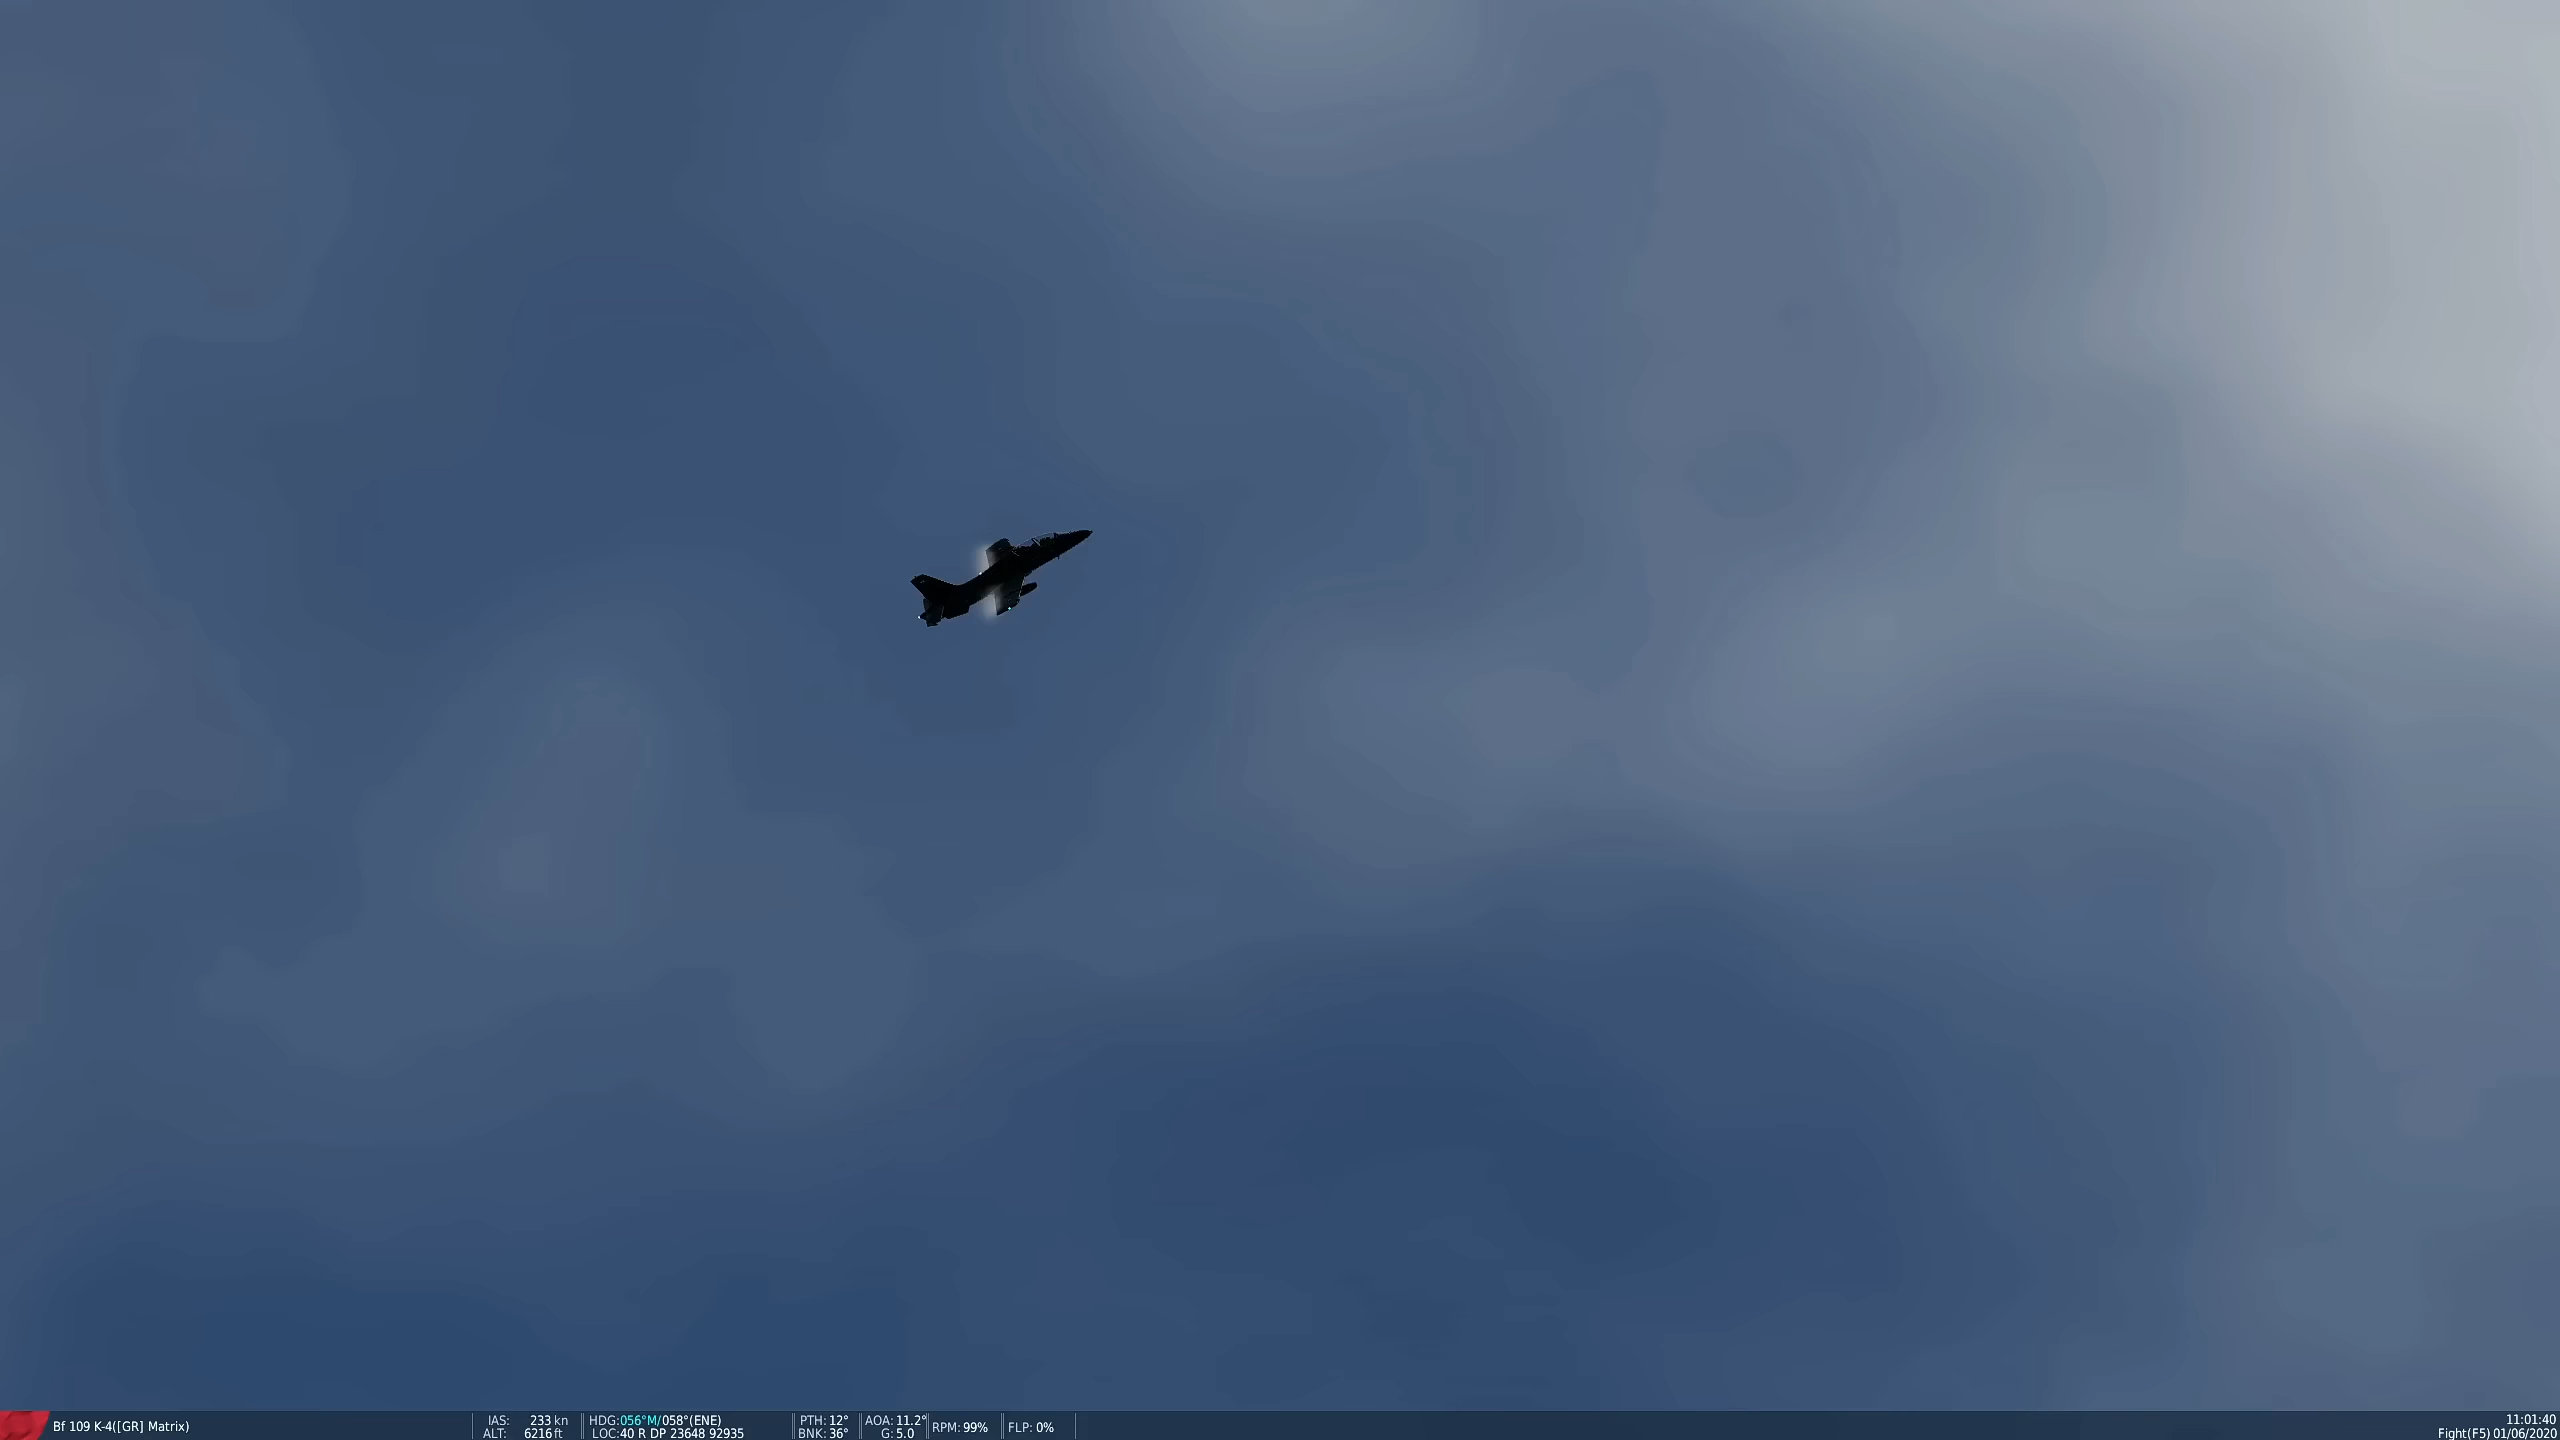 Bf 109 K-4([GR] Matrix)
IAS: 233 kn
ALT: 6216 ft
HDG:056°M/058°(ENE)
LOC:40 R DP 23648 92935
PTH: 12°
BNK: 36°
AOA: 11.2°
G: 5.0
RPM: 99%
FLP: 0%
11:01:40
Fight(F5) 01/06/2020